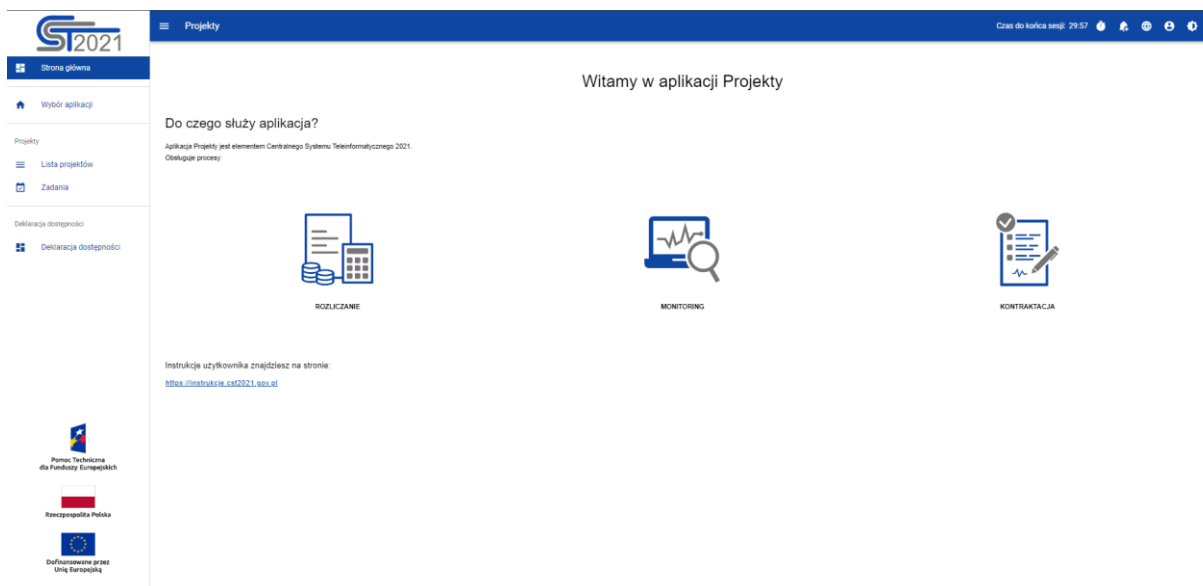 CST2021
Projekty
Czas do końca sesji: 29:57
Strona główna
Wybór aplikacji
Projekty
Lista projektów
Zadania
Deklaracja dostępności
Deklaracja dostępności
Witamy w aplikacji Projekty
Do czego służy aplikacja?
Aplikacja Projekty jest elementem Centralnego Systemu Teleinformatycznego 2021.
Obsługuje procesy:
ROZLICZANIE
MONITORING
KONTRAKTACJA
Instrukcje użytkownika znajdziesz na stronie:
https://instrukcje.cst2021.gov.pl
Pomoc Techniczna
dla Funduszy Europejskich
Rzeczpospolita Polska
Dofinansowane przez
Unię Europejską